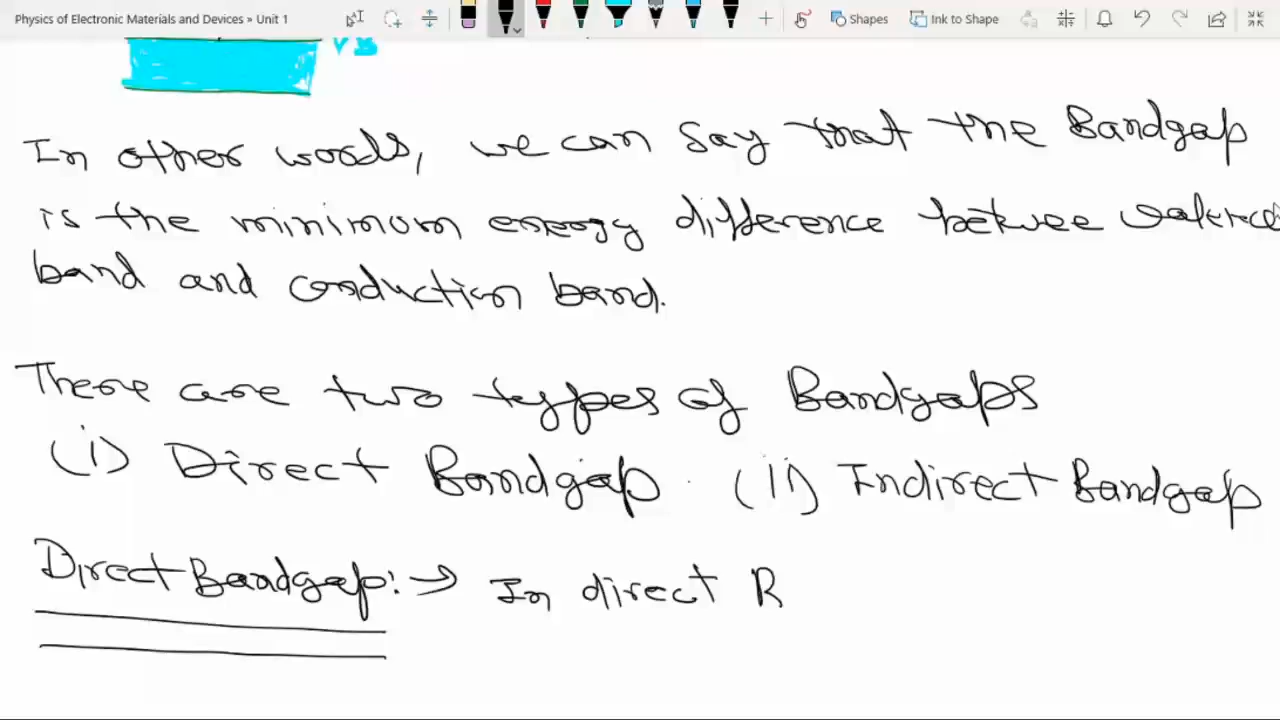 Physics of Electronic Materials and Devices » Unit 1
Shapes
Ink to Shape
VB
In other words, we can say that the Bandgap
is the minimum energy difference betwee valence
band and conduction band.
There are two types of Bandgaps
(i) Direct Bandgap. (ii) Indirect Bandgap
Direct Bandgap:→ In direct B